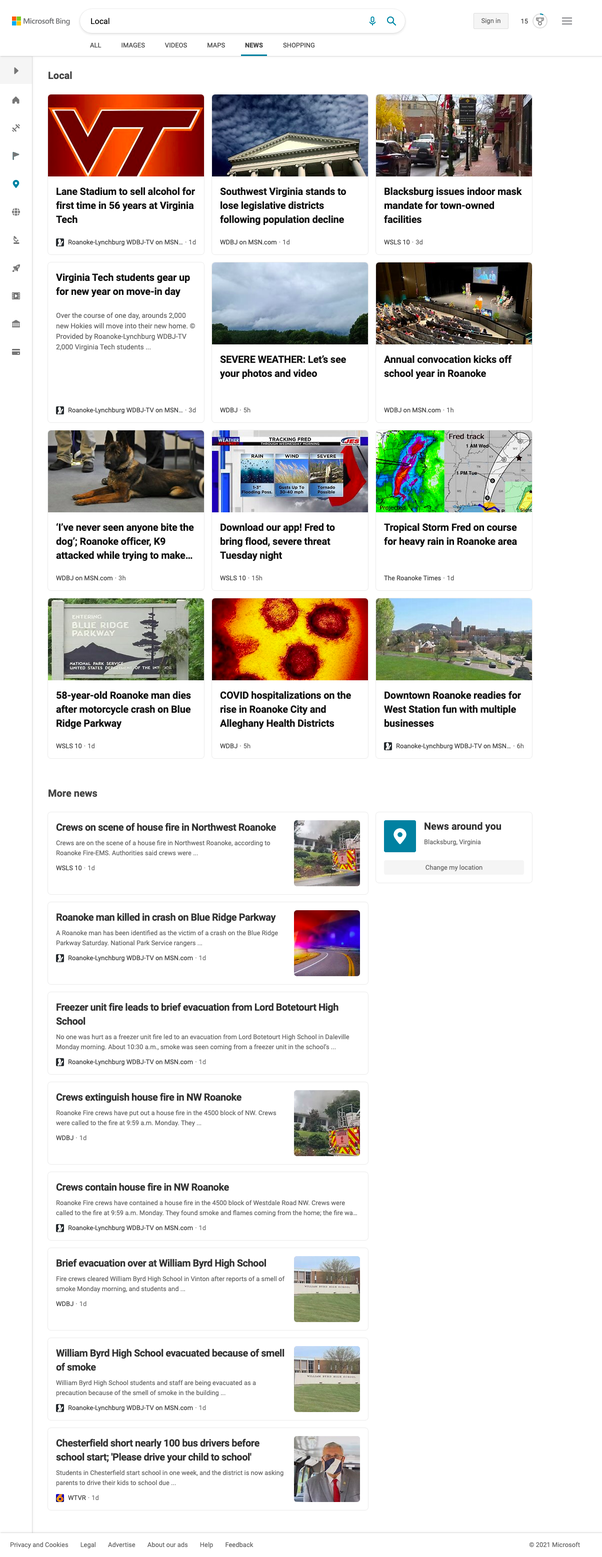 Microsoft Bing
Local
Sign in
15
ALL
IMAGES
VIDEOS
MAPS
NEWS
SHOPPING
Local
VT
Lane Stadium to sell alcohol for
first time in 56 years at Virginia
Tech
Roanoke-Lynchburg WDBJ-TV on MSN... · 1d
Southwest Virginia stands to
lose legislative districts
following population decline
WDBJ on MSN.com · 1d
Blacksburg issues indoor mask
mandate for town-owned
facilities
WSLS 10 · 3d
Virginia Tech students gear up
for new year on move-in day
Over the course of one day, arounds 2,000
new Hokies will move into their new home. ©
Provided by Roanoke-Lynchburg WDBJ-TV
2,000 Virginia Tech students ...
Roanoke-Lynchburg WDBJ-TV on MSN... · 3d
SEVERE WEATHER: Let's see
your photos and video
WDBJ · 5h
Annual convocation kicks off
school year in Roanoke
WDBJ on MSN.com · 1h
'I've never seen anyone bite the
dog'; Roanoke officer, K9
attacked while trying to make...
WDBJ on MSN.com · 3h
WEATHER
TRACKING FRED
THROUGH WEDNESDAY MORNING
RAIN
WIND
SEVERE
1-3"
Flooding Poss.
Gusts Up To
30-40 mph
Tornado
Possible
Download our app! Fred to
bring flood, severe threat
Tuesday night
WSLS 10 · 15h
Fred track
1 AM Wed
1 PM Tue
Projected
Tropical Storm Fred on course
for heavy rain in Roanoke area
The Roanoke Times · 1d
ENTERING
BLUE RIDGE
PARKWAY
NATIONAL PARK SERVICE
UNITED STATES DEPARTMENT OF THE INT
58-year-old Roanoke man dies
after motorcycle crash on Blue
Ridge Parkway
WSLS 10 · 1d
COVID hospitalizations on the
rise in Roanoke City and
Alleghany Health Districts
WDBJ · 5h
Downtown Roanoke readies for
West Station fun with multiple
businesses
Roanoke-Lynchburg WDBJ-TV on MSN... · 6h
More news
Crews on scene of house fire in Northwest Roanoke
Crews are on the scene of a house fire in Northwest Roanoke, according to
Roanoke Fire-EMS. Authorities said crews were ...
WSLS 10 · 1d
News around you
Blacksburg, Virginia
Change my location
Roanoke man killed in crash on Blue Ridge Parkway
A Roanoke man has been identified as the victim of a crash on the Blue Ridge
Parkway Saturday. National Park Service rangers ...
Roanoke-Lynchburg WDBJ-TV on MSN.com · 1d
Freezer unit fire leads to brief evacuation from Lord Botetourt High
School
No one was hurt as a freezer unit fire led to an evacuation from Lord Botetourt High School in Daleville
Monday morning. About 10:30 a.m., smoke was seen coming from a freezer unit in the school's ...
Roanoke-Lynchburg WDBJ-TV on MSN.com · 1d
Crews extinguish house fire in NW Roanoke
Roanoke Fire crews have put out a house fire in the 4500 block of NW. Crews
were called to the fire at 9:59 a.m. Monday. They ...
WDBJ · 1d
Crews contain house fire in NW Roanoke
Roanoke Fire crews have contained a house fire in the 4500 block of Westdale Road NW. Crews were
called to the fire at 9:59 a.m. Monday. They found smoke and flames coming from the home; the fire wa...
Roanoke-Lynchburg WDBJ-TV on MSN.com · 1d
Brief evacuation over at William Byrd High School
Fire crews cleared William Byrd High School in Vinton after reports of a smell of
smoke Monday morning, and students and ...
WDBJ · 1d
WILLIAM BYRD HIGH SCHOOL
William Byrd High School evacuated because of smell
of smoke
William Byrd High School students and staff are being evacuated as a
precaution because of the smell of smoke in the building ...
Roanoke-Lynchburg WDBJ-TV on MSN.com · 1d
WILLIAM BYRD HIGH SCHOOL
Chesterfield short nearly 100 bus drivers before
school start; 'Please drive your child to school'
Students in Chesterfield start school in one week, and the district is now asking
parents to drive their kids to school due ...
WTVR · 1d
Privacy and Cookies
Legal
Advertise
About our ads
Help
Feedback
© 2021 Microsoft